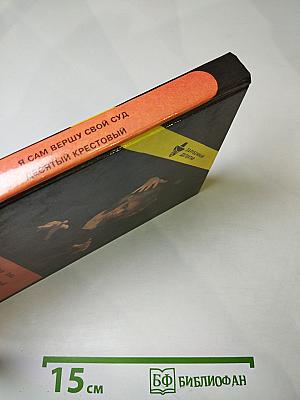 Я САМ ВЕРШУ СВОЙ СУД
ДЕСЯТЫЙ КРЕСТОВЫЙ
15 см
БФ БИБЛИОФАН